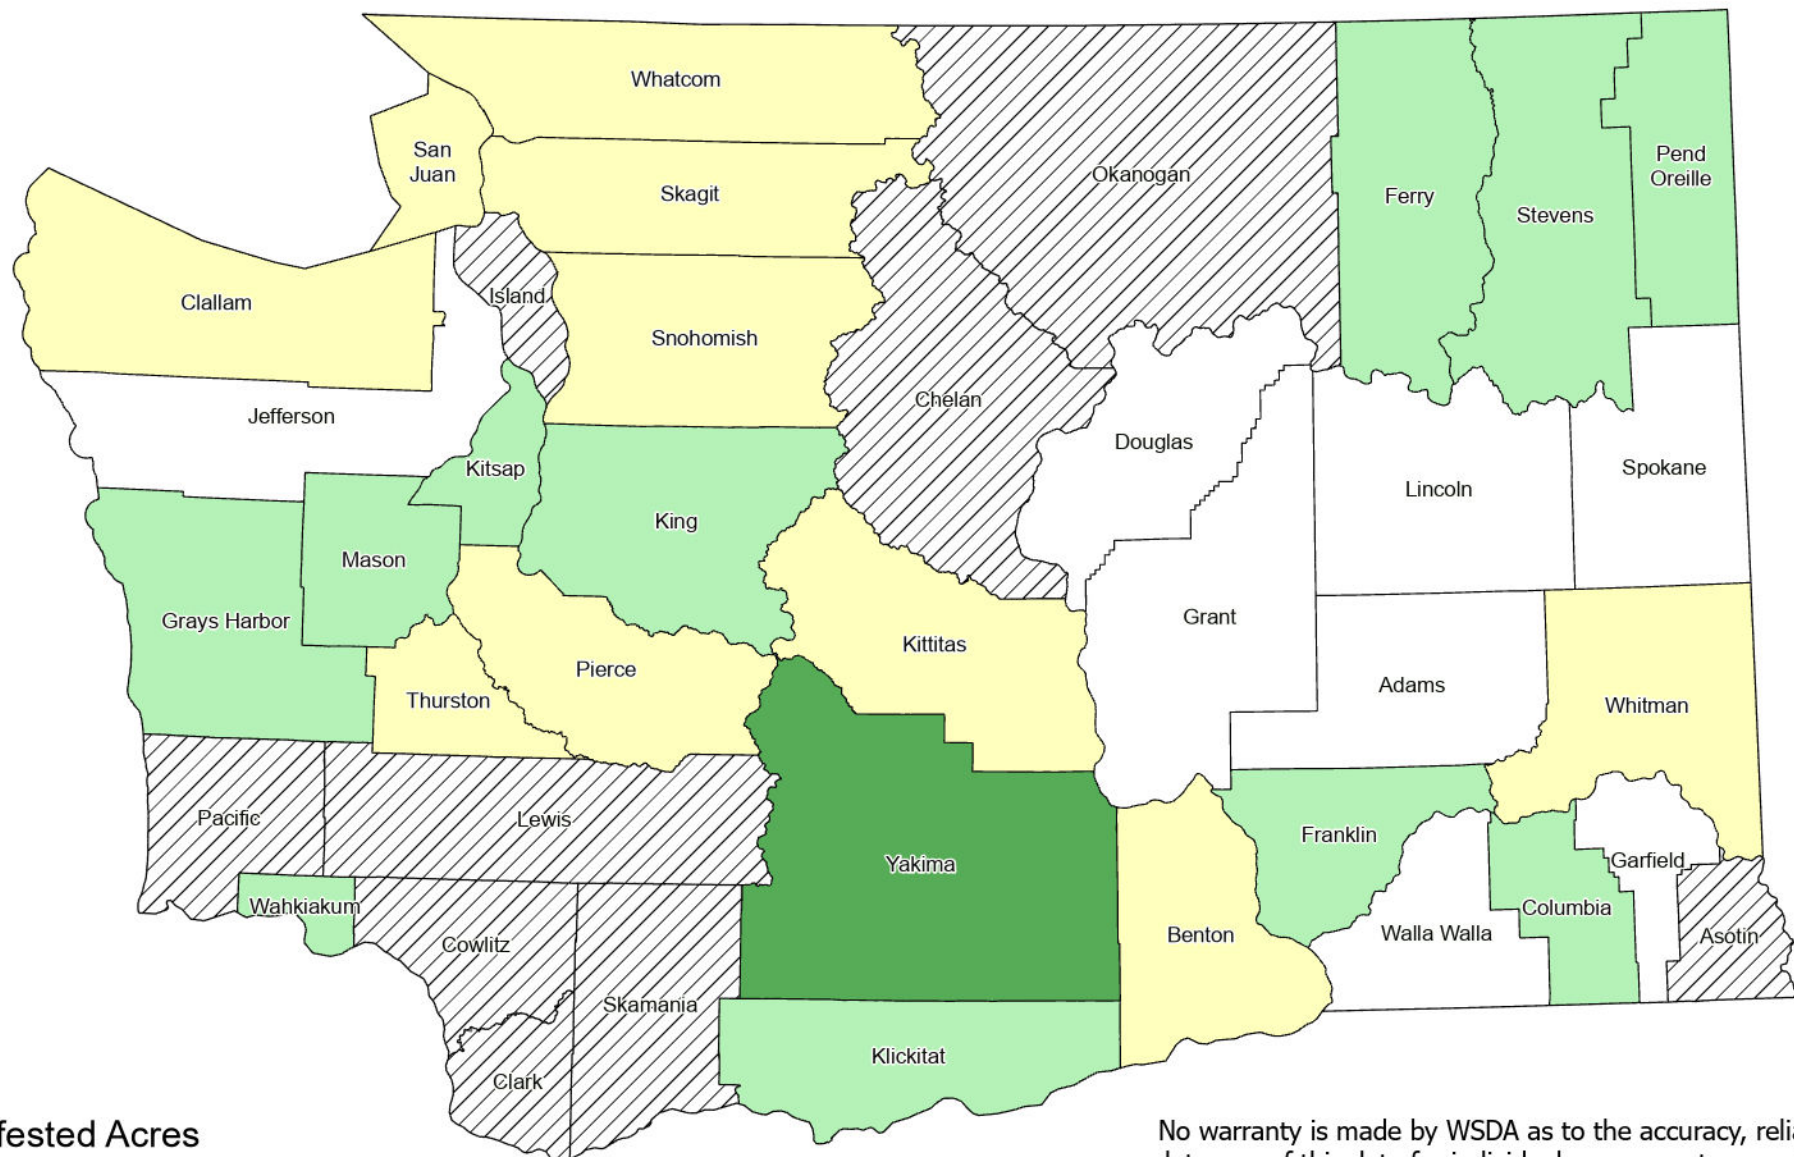 Whatcom
San
Juan
Skagit
Okanogan
Ferry
Stevens
Pend
Oreille
Clallam
Island
Snohomish
Chelan
Jefferson
Kitsap
King
Douglas
Lincoln
Spokane
Mason
Grays Harbor
Pierce
Thurston
Kittitas
Grant
Adams
Whitman
Pacific
Lewis
Yakima
Franklin
Garfield
Wahkiakum
Cowlitz
Benton
Walla Walla
Columbia
Asotin
Skamania
Clark
Klickitat
fested Acres
No warranty is made by WSDA as to the accuracy, relia